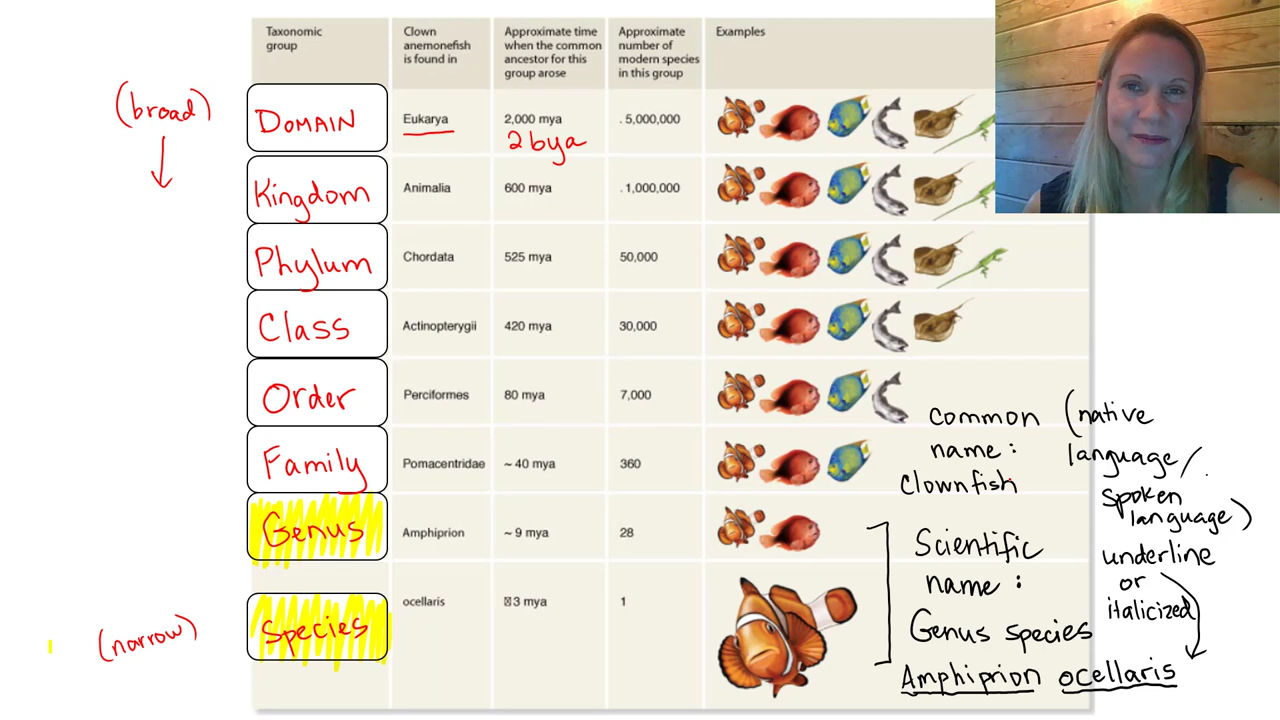 Taxonomic
group
Clown
anemonefish
is found in
Approximate time
when the common
ancestor for this
group arose
Approximate
number of
modern species
in this group
Examples
(broad)
DOMAIN
Eukarya
2,000 mya
2 bya
. 5,000,000
Kingdom
Animalia
600 mya
. 1,000,000
Phylum
Chordata
525 mya
50,000
Class
Actinopterygii
420 mya
30,000
Order
Perciformes
80 mya
7,000
Family
Pomacentridae
~ 40 mya
360
Genus
Amphiprion
~ 9 mya
28
(narrow)
Species
ocellaris
3 mya
1
common
name:
Clownfish
(native
language/
spoken
language)
Scientific
name:
Genus species
Amphiprion ocellaris
underline
or
italicized